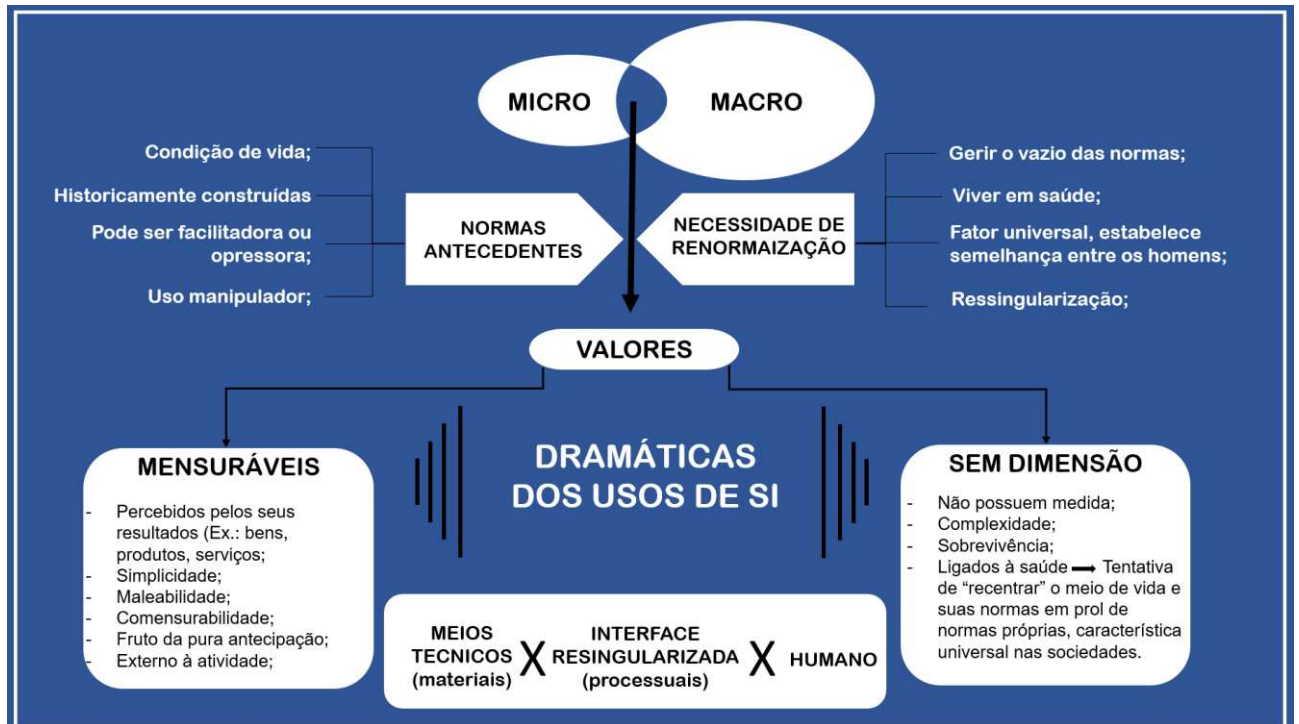 MICRO
MACRO
Condição de vida;
Historicamente construídas
Pode ser facilitadora ou
opressora;
Uso manipulador;
NORMAS
ANTECEDENTES
NECESSIDADE DE
RENORMAIZAÇÃO
Gerir o vazio das normas;
Viver em saúde;
Fator universal, estabelece
semelhança entre os homens;
Ressingularização;
VALORES
MENSURÁVEIS
- Percebidos pelos seus
resultados (Ex.: bens,
produtos, serviços;
- Simplicidade;
- Maleabilidade;
- Comensurabilidade;
- Fruto da pura antecipação;
- Externo à atividade;
DRAMÁTICAS
DOS USOS DE SI
SEM DIMENSÃO
- Não possuem medida;
- Complexidade;
- Sobrevivência;
- Ligados à saúde → Tentativa
de “recentrar” o meio de vida e
suas normas em prol de
normas próprias, característica
universal nas sociedades.
MEIOS
TECNICOS
(materiais)
X
INTERFACE
RESINGULARIZADA
(processuais)
X
HUMANO